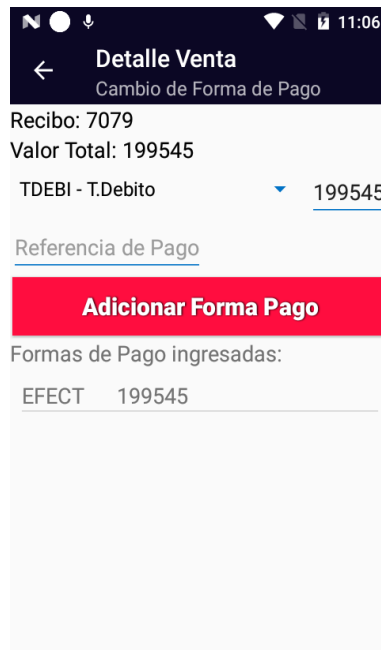 11:06
Detalle Venta
Cambio de Forma de Pago
Recibo: 7079
Valor Total: 199545
TDEBI - T.Debito 199545
Referencia de Pago
Adicionar Forma Pago
Formas de Pago ingresadas:
EFECT 199545